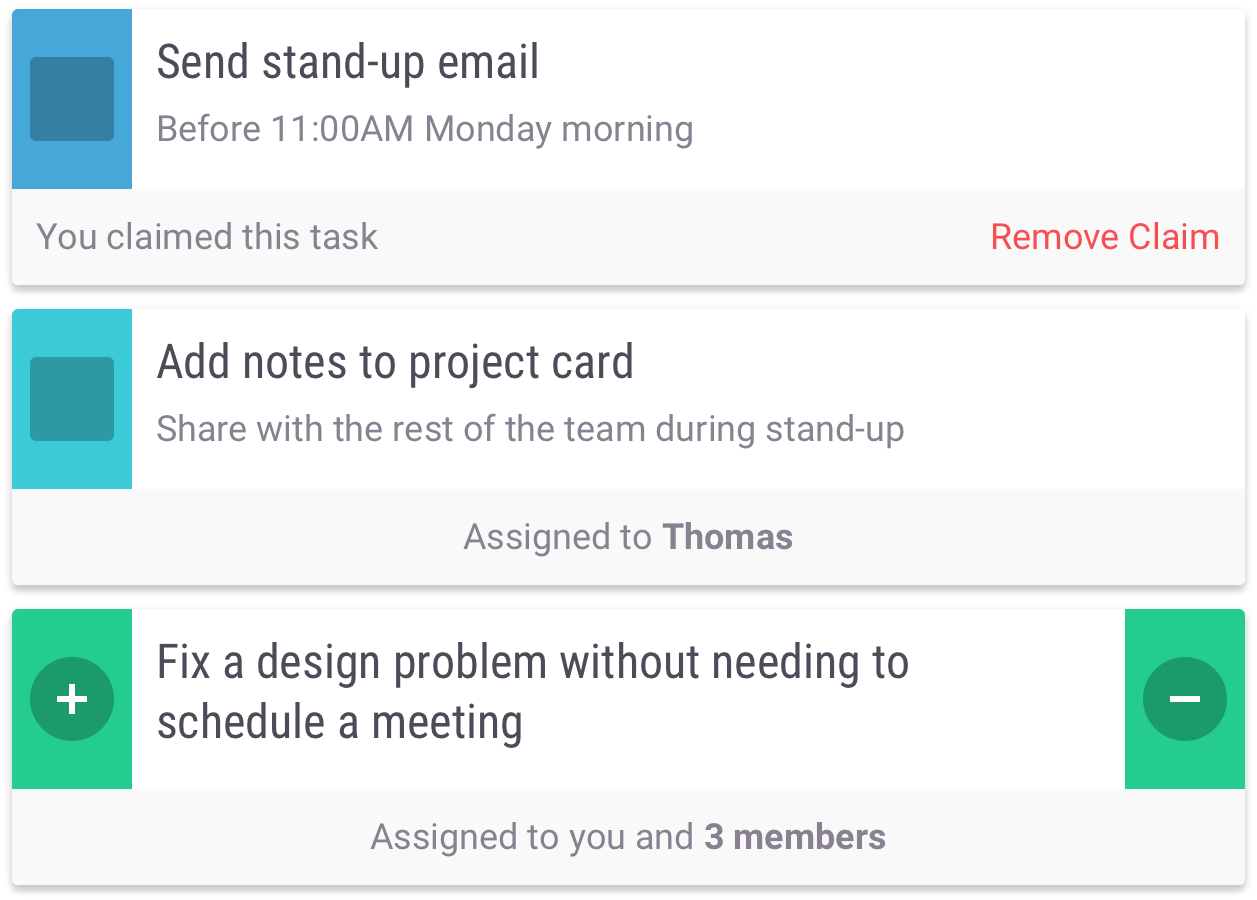 Send stand-up email
Before 11:00AM Monday morning
You claimed this task
Remove Claim
Add notes to project card
Share with the rest of the team during stand-up
Assigned to Thomas
Fix a design problem without needing to
schedule a meeting
Assigned to you and 3 members